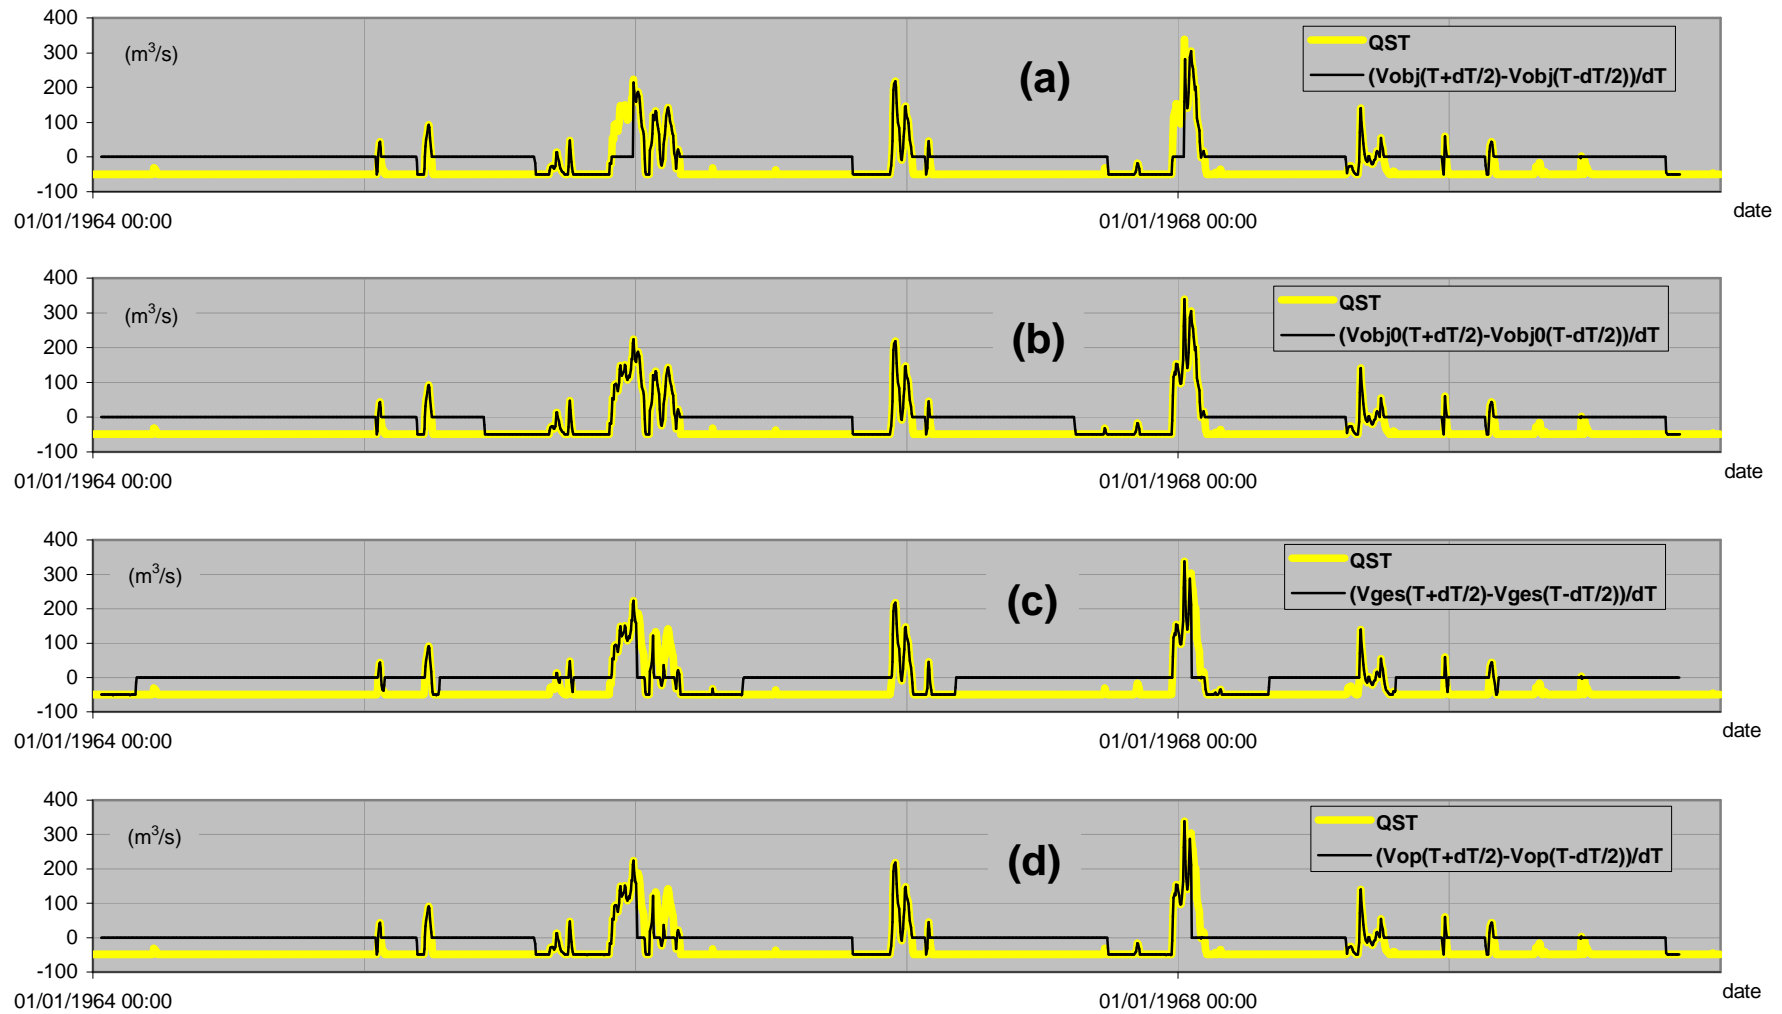 400
300
200
100
0
-100
(m³/s)
(a)
QST
(Vobj(T+dT/2)-Vobj(T-dT/2))/dT
01/01/1964 00:00
01/01/1968 00:00
date
400
300
200
100
0
-100
(m³/s)
(b)
QST
(Vobj0(T+dT/2)-Vobj0(T-dT/2))/dT
01/01/1964 00:00
01/01/1968 00:00
date
400
300
200
100
0
-100
(m³/s)
(c)
QST
(Vges(T+dT/2)-Vges(T-dT/2))/dT
01/01/1964 00:00
01/01/1968 00:00
date
400
300
200
100
0
-100
(m³/s)
(d)
QST
(Vop(T+dT/2)-Vop(T-dT/2))/dT
01/01/1964 00:00
01/01/1968 00:00
date